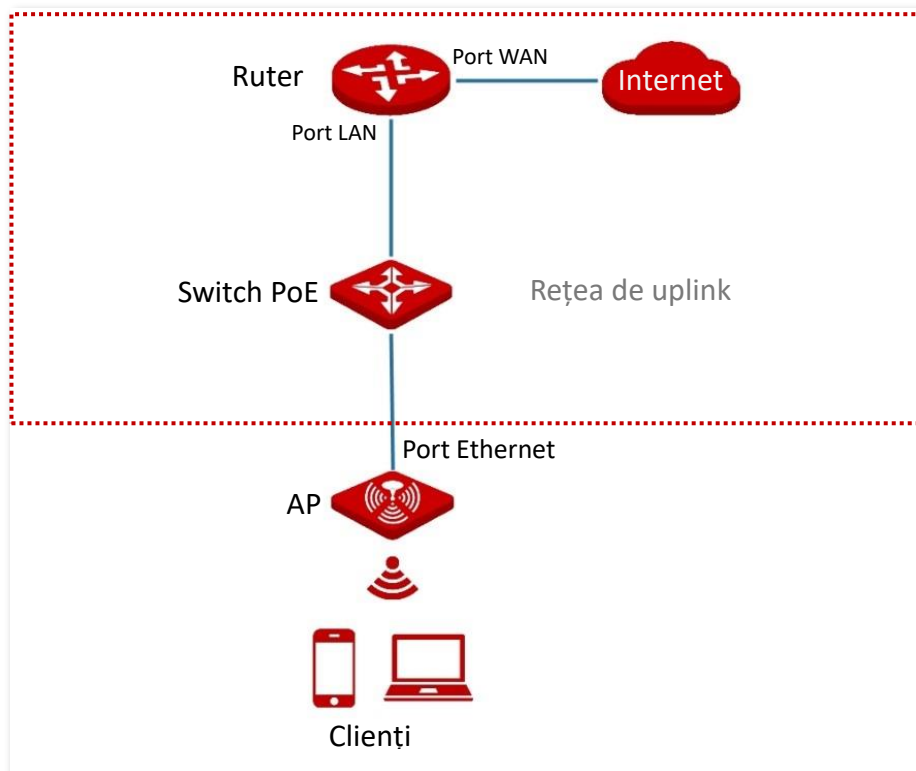 Port WAN
Ruter
Internet
Port LAN
Switch PoE
Rețea de uplink
Port Ethernet
AP
Clienți